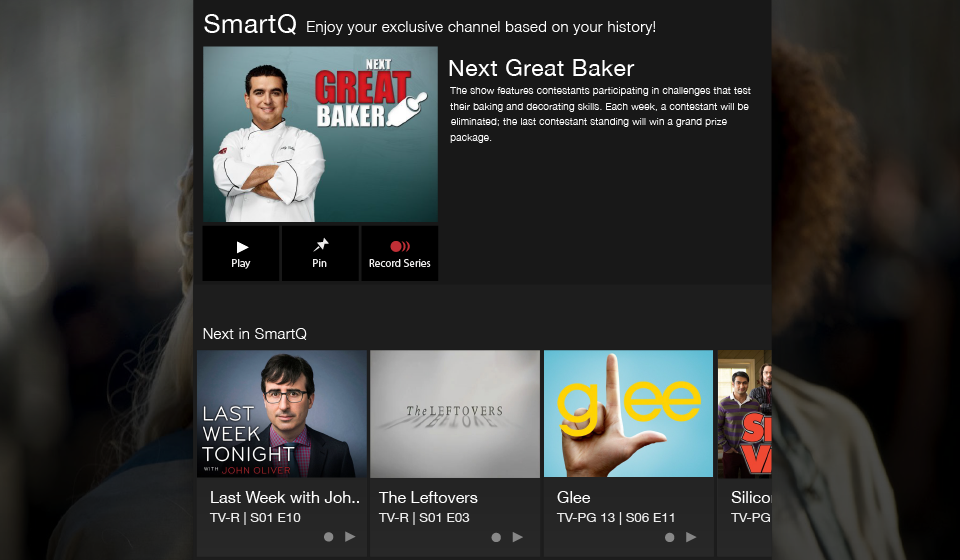 SmartQ Enjoy your exclusive channel based on your history!
NEXT
GREAT
BAKER
Next Great Baker
The show features contestants participating in challenges that test
their baking and decorating skills. Each week, a contestant will be
eliminated; the last contestant standing will win a grand prize
package.
Play
Pin
Record Series
Next in SmartQ
LAST
WEEK
TONIGHT
WITH JOHN OLIVER
The LEFTOVERS
glee
SI
V
Last Week with Joh..
TV-R | S01 E10
The Leftovers
TV-R | S01 E03
Glee
TV-PG 13 | S06 E11
Silicon
TV-PG